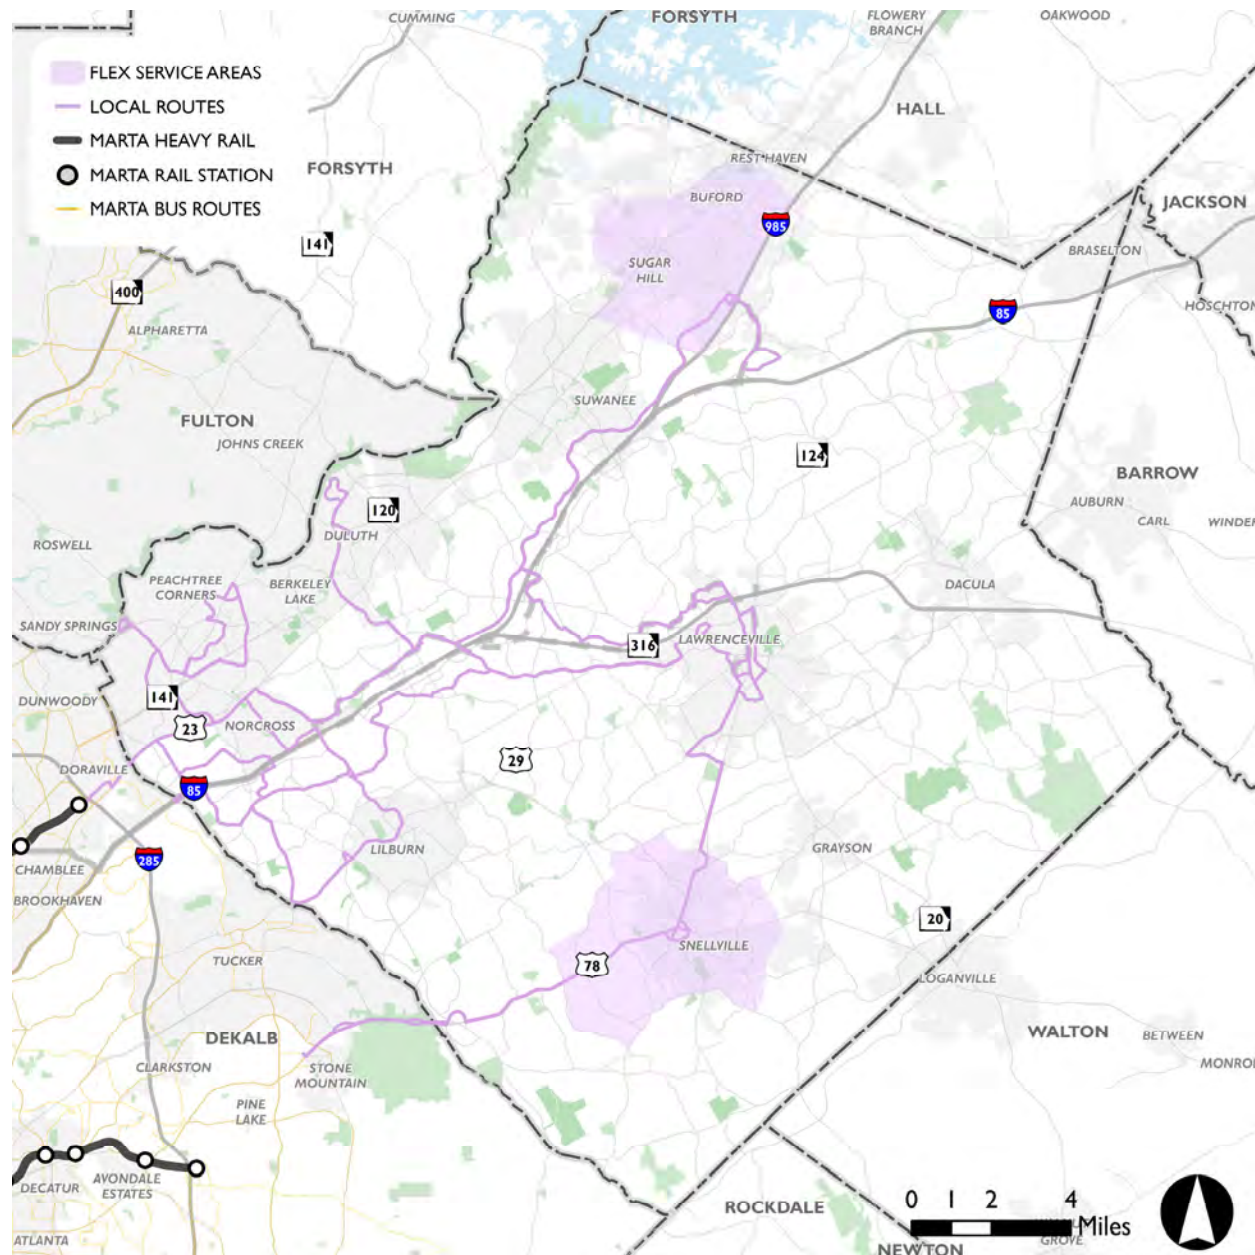 CUMMING
FORSYTH
FLOWERY
BRANCH
OAKWOOD
FLEX SERVICE AREAS
LOCAL ROUTES
MARTA HEAVY RAIL
MARTA RAIL STATION
MARTA BUS ROUTES
HALL
FORSYTH
REST HAVEN
BUFORD
JACKSON
985
141
BRASELTON
SUGAR
HILL
400
HOSCHTON
85
ALPHARETTA
SUWANEE
FULTON
JOHNS CREEK
124
BARROW
AUBURN
CARL
WINDER
120
DULUTH
ROSWELL
PEACHTREE
CORNERS
BERKELEY
LAKE
DACULA
SANDY SPRINGS
316
LAWRENCEVILLE
DUNWOODY
141
23
NORCROSS
29
DORAVILLE
85
285
CHAMBLEE
LILBURN
GRAYSON
BROOKHAVEN
20
SNELLVILLE
TUCKER
78
LOGANVILLE
DEKALB
WALTON
BETWEEN
CLARKSTON
STONE
MOUNTAIN
MONRO
PINE
LAKE
DECATUR
AVONDALE
ESTATES
ROCKDALE
0 1 2 4
Miles
ATLANTA
GROVE
NEWTON